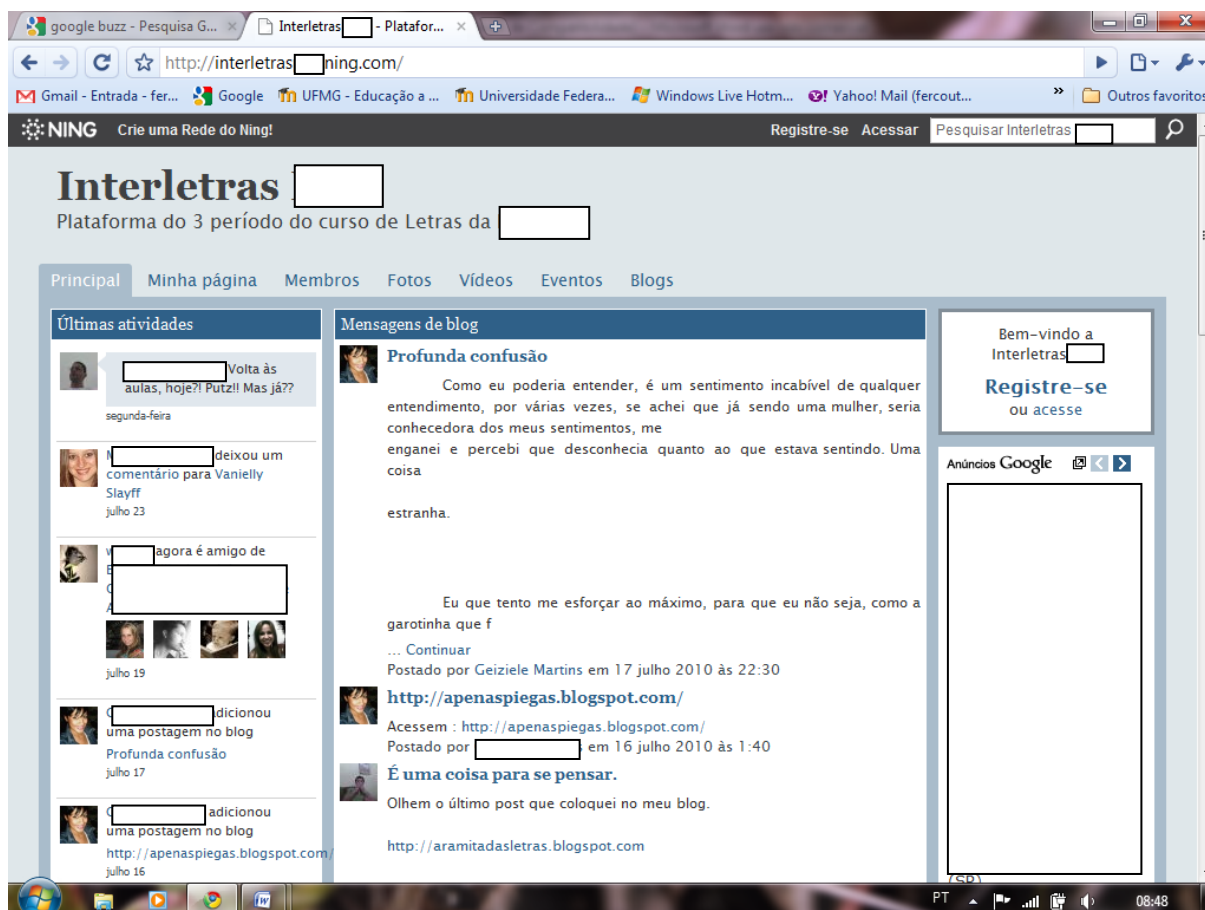 google buzz - Pesquisa G...
Interletras - Platafor...
http://interletras ning.com/
Gmail - Entrada - fer... Google UFMG - Educação a ... Universidade Federa... Windows Live Hotm... Yahoo! Mail (fercout... » Outros favoritos
NING Crie uma Rede do Ning! Registre-se Acessar Pesquisar Interletras
Interletras
Plataforma do 3 período do curso de Letras da
Principal Minha página Membros Fotos Vídeos Eventos Blogs
Últimas atividades
Volta às
aulas, hoje?! Putz!! Mas já??
segunda-feira
deixou um
comentário para Vanielly
Slayff
julho 23
agora é amigo de
julho 19
adicionou
uma postagem no blog
Profunda confusão
julho 17
adicionou
uma postagem no blog
http://apenaspiegas.blogspot.com/
julho 16
Mensagens de blog
Profunda confusão
Como eu poderia entender, é um sentimento incabível de qualquer
entendimento, por várias vezes, se achei que já sendo uma mulher, seria
conhecedora dos meus sentimentos, me
enganei e percebi que desconhecia quanto ao que estava sentindo. Uma
coisa
estranha.
Eu que tento me esforçar ao máximo, para que eu não seja, como a
garotinha que f
... Continuar
Postado por Geiziele Martins em 17 julho 2010 às 22:30
http://apenaspiegas.blogspot.com/
Acessem : http://apenaspiegas.blogspot.com/
Postado por em 16 julho 2010 às 1:40
É uma coisa para se pensar.
Olhem o último post que coloquei no meu blog.
http://aramitadasletras.blogspot.com
Bem-vindo a
Interletras
Registre-se
ou acesse
Anúncios Google
(SP)
PT 08:48